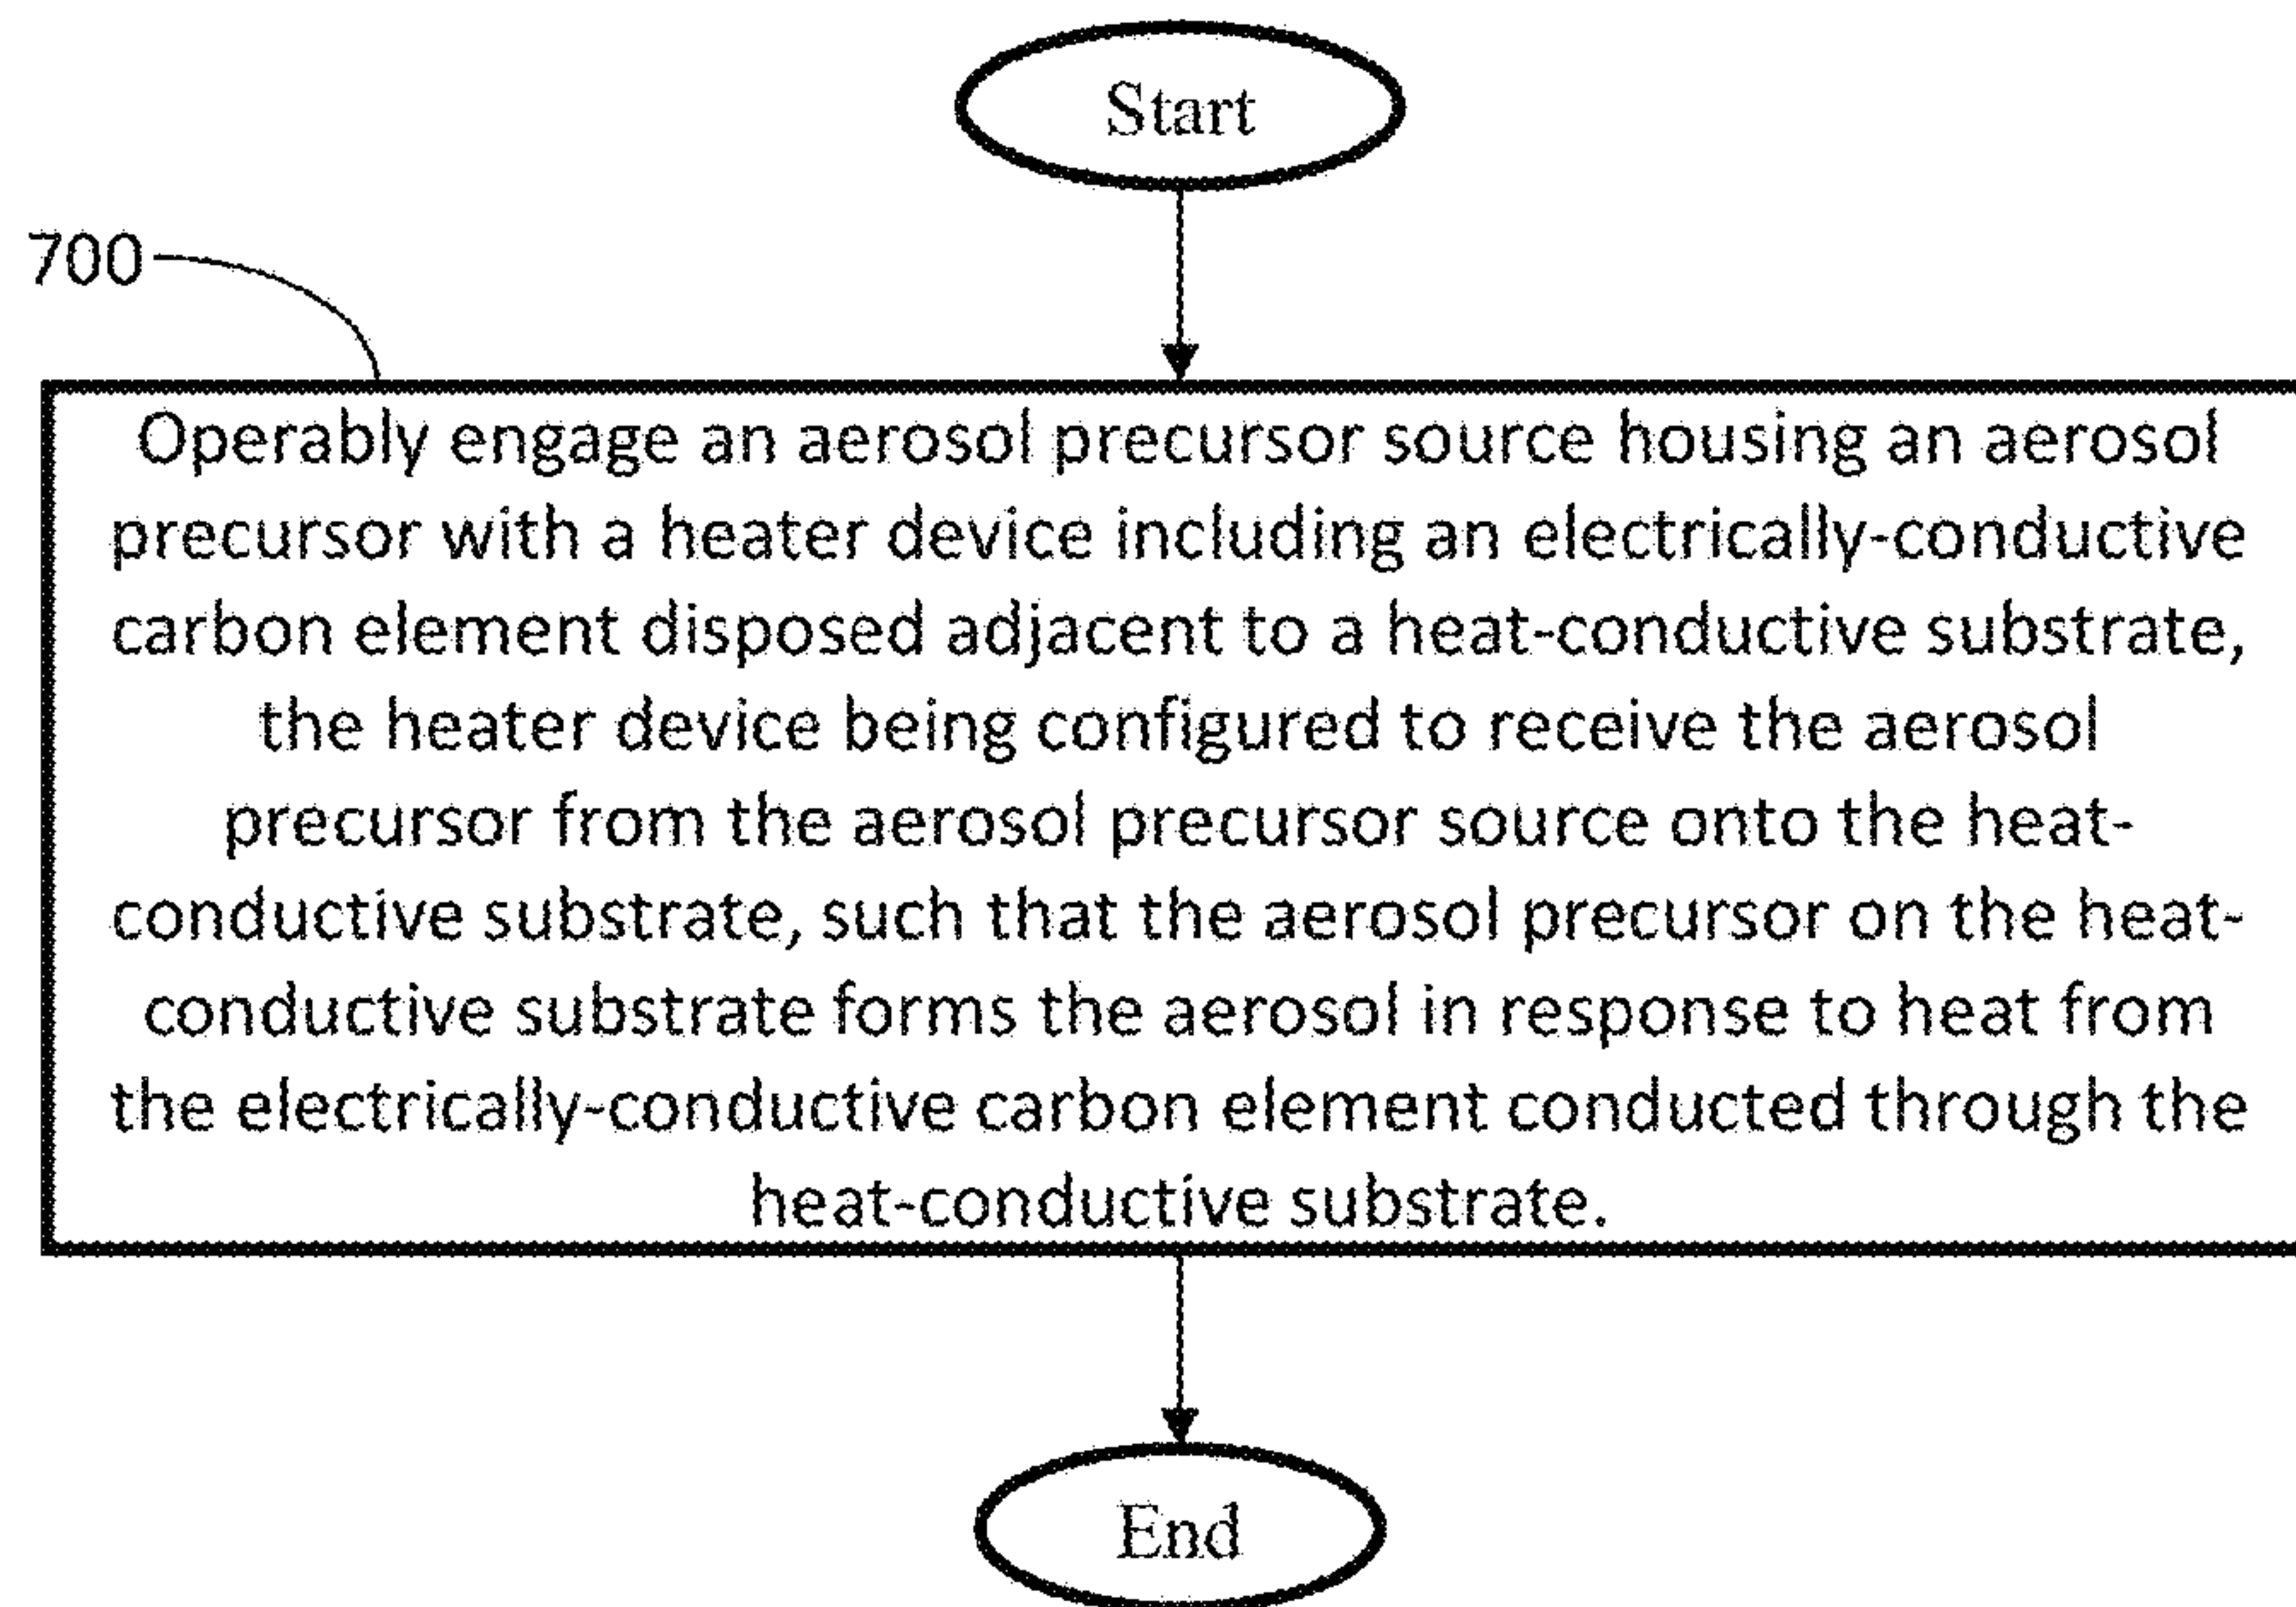 Start
700
Operably engage an aerosol precursor source housing an aerosol
precursor with a heater device including an electrically-conductive
carbon element disposed adjacent to a heat-conductive substrate,
the heater device being configured to receive the aerosol
precursor from the aerosol precursor source onto the heat-
conductive substrate, such that the aerosol precursor on the heat-
conductive substrate forms the aerosol in response to heat from
the electrically-conductive carbon element conducted through the
heat-conductive substrate.
End